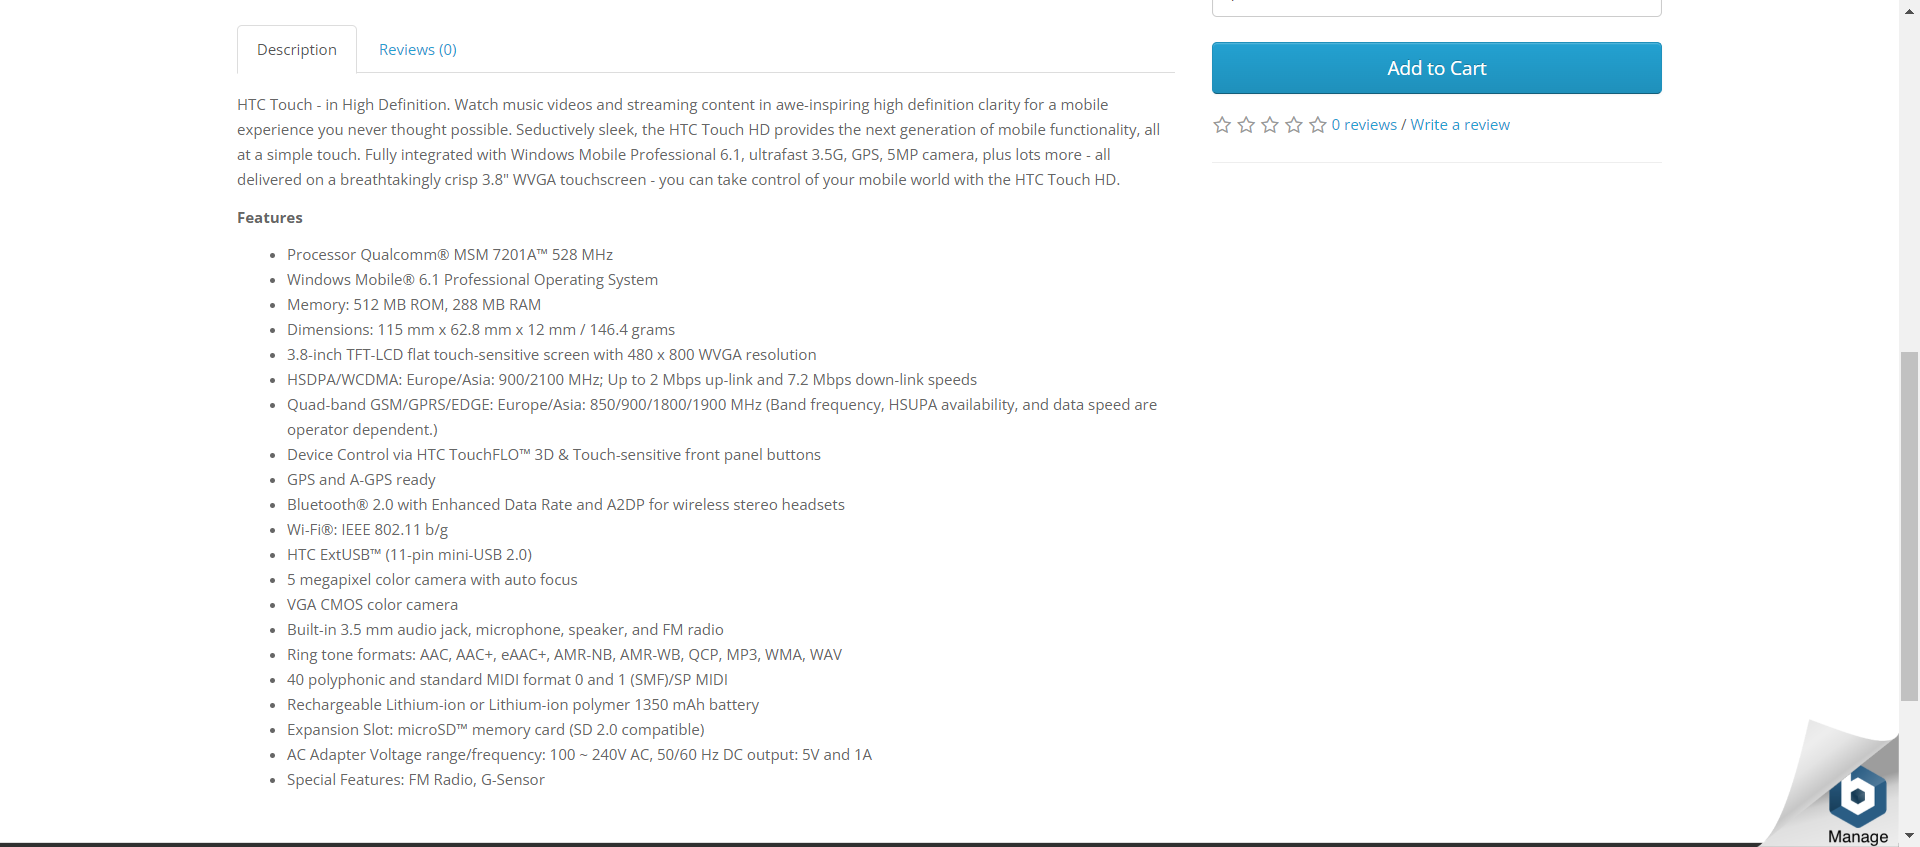 Description
Reviews (0)
HTC Touch - in High Definition. Watch music videos and streaming content in awe-inspiring high definition clarity for a mobile
experience you never thought possible. Seductively sleek, the HTC Touch HD provides the next generation of mobile functionality, all
at a simple touch. Fully integrated with Windows Mobile Professional 6.1, ultrafast 3.5G, GPS, 5MP camera, plus lots more - all
delivered on a breathtakingly crisp 3.8" WVGA touchscreen - you can take control of your mobile world with the HTC Touch HD.
Features
• Processor Qualcomm® MSM 7201A™ 528 MHz
• Windows Mobile® 6.1 Professional Operating System
• Memory: 512 MB ROM, 288 MB RAM
• Dimensions: 115 mm x 62.8 mm x 12 mm / 146.4 grams
• 3.8-inch TFT-LCD flat touch-sensitive screen with 480 x 800 WVGA resolution
• HSDPA/WCDMA: Europe/Asia: 900/2100 MHz; Up to 2 Mbps up-link and 7.2 Mbps down-link speeds
• Quad-band GSM/GPRS/EDGE: Europe/Asia: 850/900/1800/1900 MHz (Band frequency, HSUPA availability, and data speed are
operator dependent.)
• Device Control via HTC TouchFLO™ 3D & Touch-sensitive front panel buttons
• GPS and A-GPS ready
• Bluetooth® 2.0 with Enhanced Data Rate and A2DP for wireless stereo headsets
• Wi-Fi®: IEEE 802.11 b/g
• HTC ExtUSB™ (11-pin mini-USB 2.0)
• 5 megapixel color camera with auto focus
• VGA CMOS color camera
• Built-in 3.5 mm audio jack, microphone, speaker, and FM radio
• Ring tone formats: AAC, AAC+, eAAC+, AMR-NB, AMR-WB, QCP, MP3, WMA, WAV
• 40 polyphonic and standard MIDI format 0 and 1 (SMF)/SP MIDI
• Rechargeable Lithium-ion or Lithium-ion polymer 1350 mAh battery
• Expansion Slot: microSD™ memory card (SD 2.0 compatible)
• AC Adapter Voltage range/frequency: 100 ~ 240V AC, 50/60 Hz DC output: 5V and 1A
• Special Features: FM Radio, G-Sensor
Add to Cart
0 reviews / Write a review
b
Manage